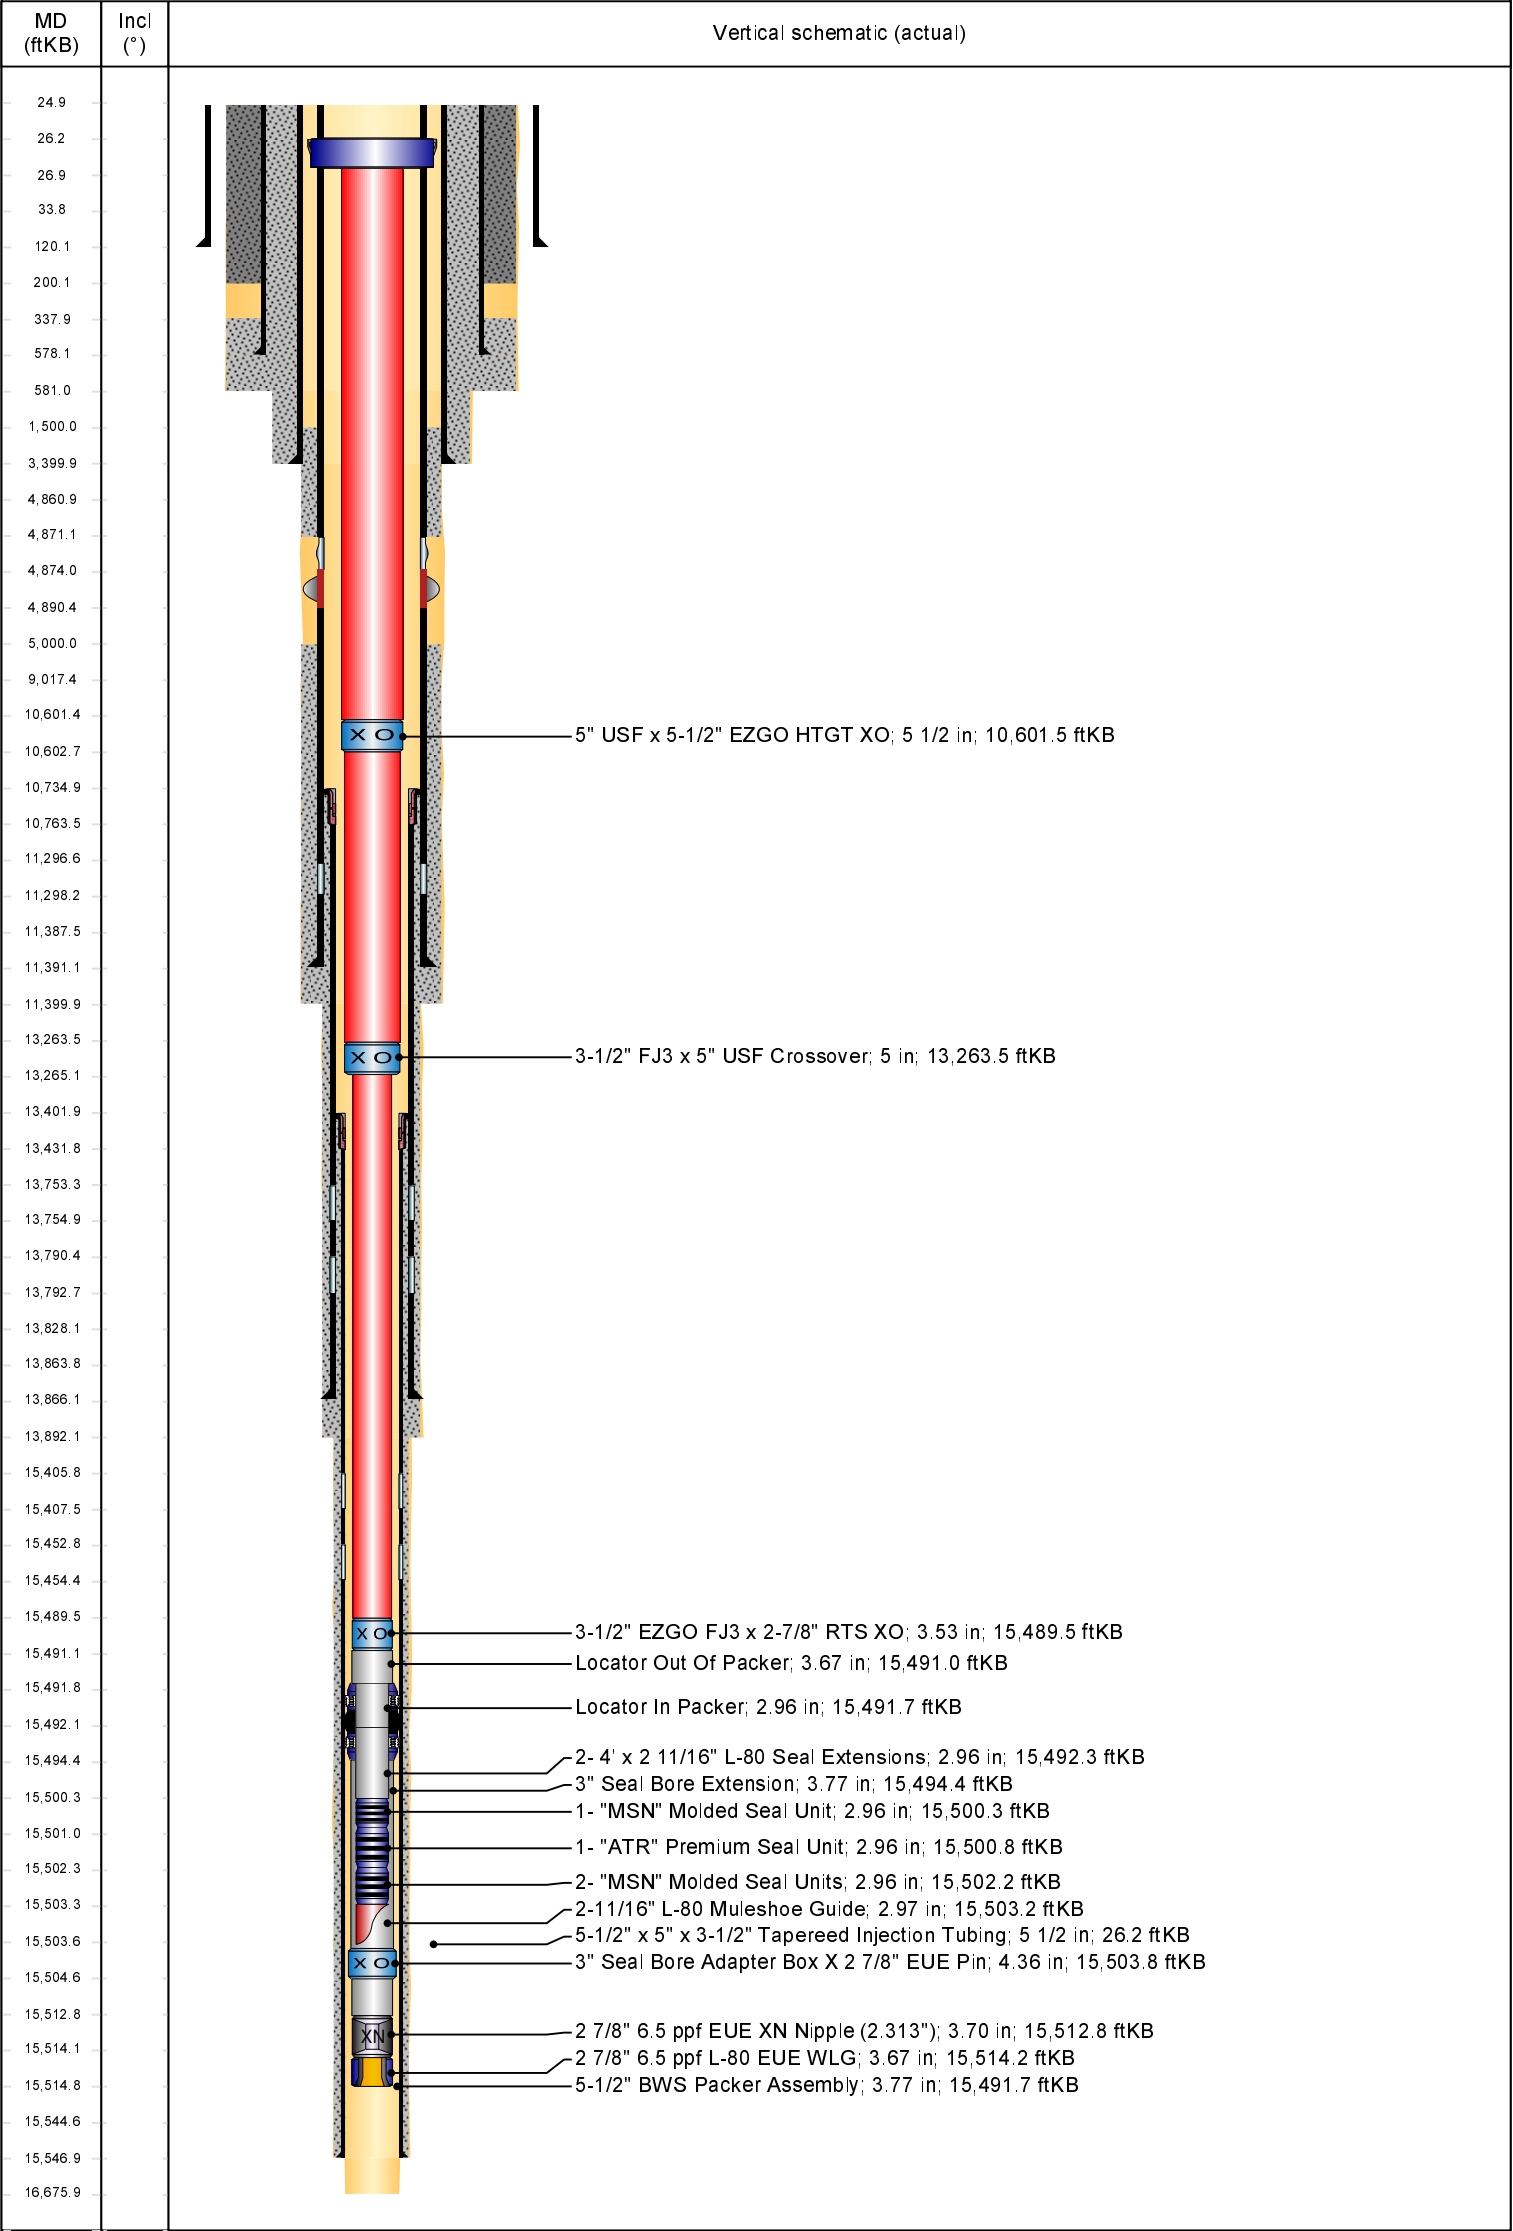 MD
(ftKB)
Incl
(°)
Vertical schematic (actual)
24.9
26.2
26.9
33.8
120.1
200.1
337.9
578.1
581.0
1,500.0
3,399.9
4,860.9
4,871.1
4,874.0
4,890.4
5,000.0
9,017.4
10,601.4
10,602.7
10,734.9
10,763.5
11,296.6
11,298.2
11,387.5
11,391.1
11,399.9
13,263.5
13,265.1
13,401.9
13,431.8
13,753.3
13,754.9
13,790.4
13,792.7
13,828.1
13,863.8
13,866.1
13,892.1
15,405.8
15,407.5
15,452.8
15,454.4
15,489.5
15,491.1
15,491.8
15,492.1
15,494.4
15,500.3
15,501.0
15,502.3
15,503.3
15,503.6
15,504.6
15,512.8
15,514.1
15,514.8
15,544.6
15,546.9
16,675.9
X O
5" USF x 5-1/2" EZGO HTGT XO; 5 1/2 in; 10,601.5 ftKB
X O
3-1/2" FJ3 x 5" USF Crossover; 5 in; 13,263.5 ftKB
X O
3-1/2" EZGO FJ3 x 2-7/8" RTS XO; 3.53 in; 15,489.5 ftKB
Locator Out Of Packer; 3.67 in; 15,491.0 ftKB
Locator In Packer; 2.96 in; 15,491.7 ftKB
2- 4' x 2 11/16" L-80 Seal Extensions; 2.96 in; 15,492.3 ftKB
3" Seal Bore Extension; 3.77 in; 15,494.4 ftKB
1- "MSN" Molded Seal Unit; 2.96 in; 15,500.3 ftKB
1- "ATR" Premium Seal Unit; 2.96 in; 15,500.8 ftKB
2- "MSN" Molded Seal Units; 2.96 in; 15,502.2 ftKB
2-11/16" L-80 Muleshoe Guide; 2.97 in; 15,503.2 ftKB
5-1/2" x 5" x 3-1/2" Tapereed Injection Tubing; 5 1/2 in; 26.2 ftKB
X O
3" Seal Bore Adapter Box X 2 7/8" EUE Pin; 4.36 in; 15,503.8 ftKB
XN
2 7/8" 6.5 ppf EUE XN Nipple (2.313"); 3.70 in; 15,512.8 ftKB
2 7/8" 6.5 ppf L-80 EUE WLG; 3.67 in; 15,514.2 ftKB
5-1/2" BWS Packer Assembly; 3.77 in; 15,491.7 ftKB